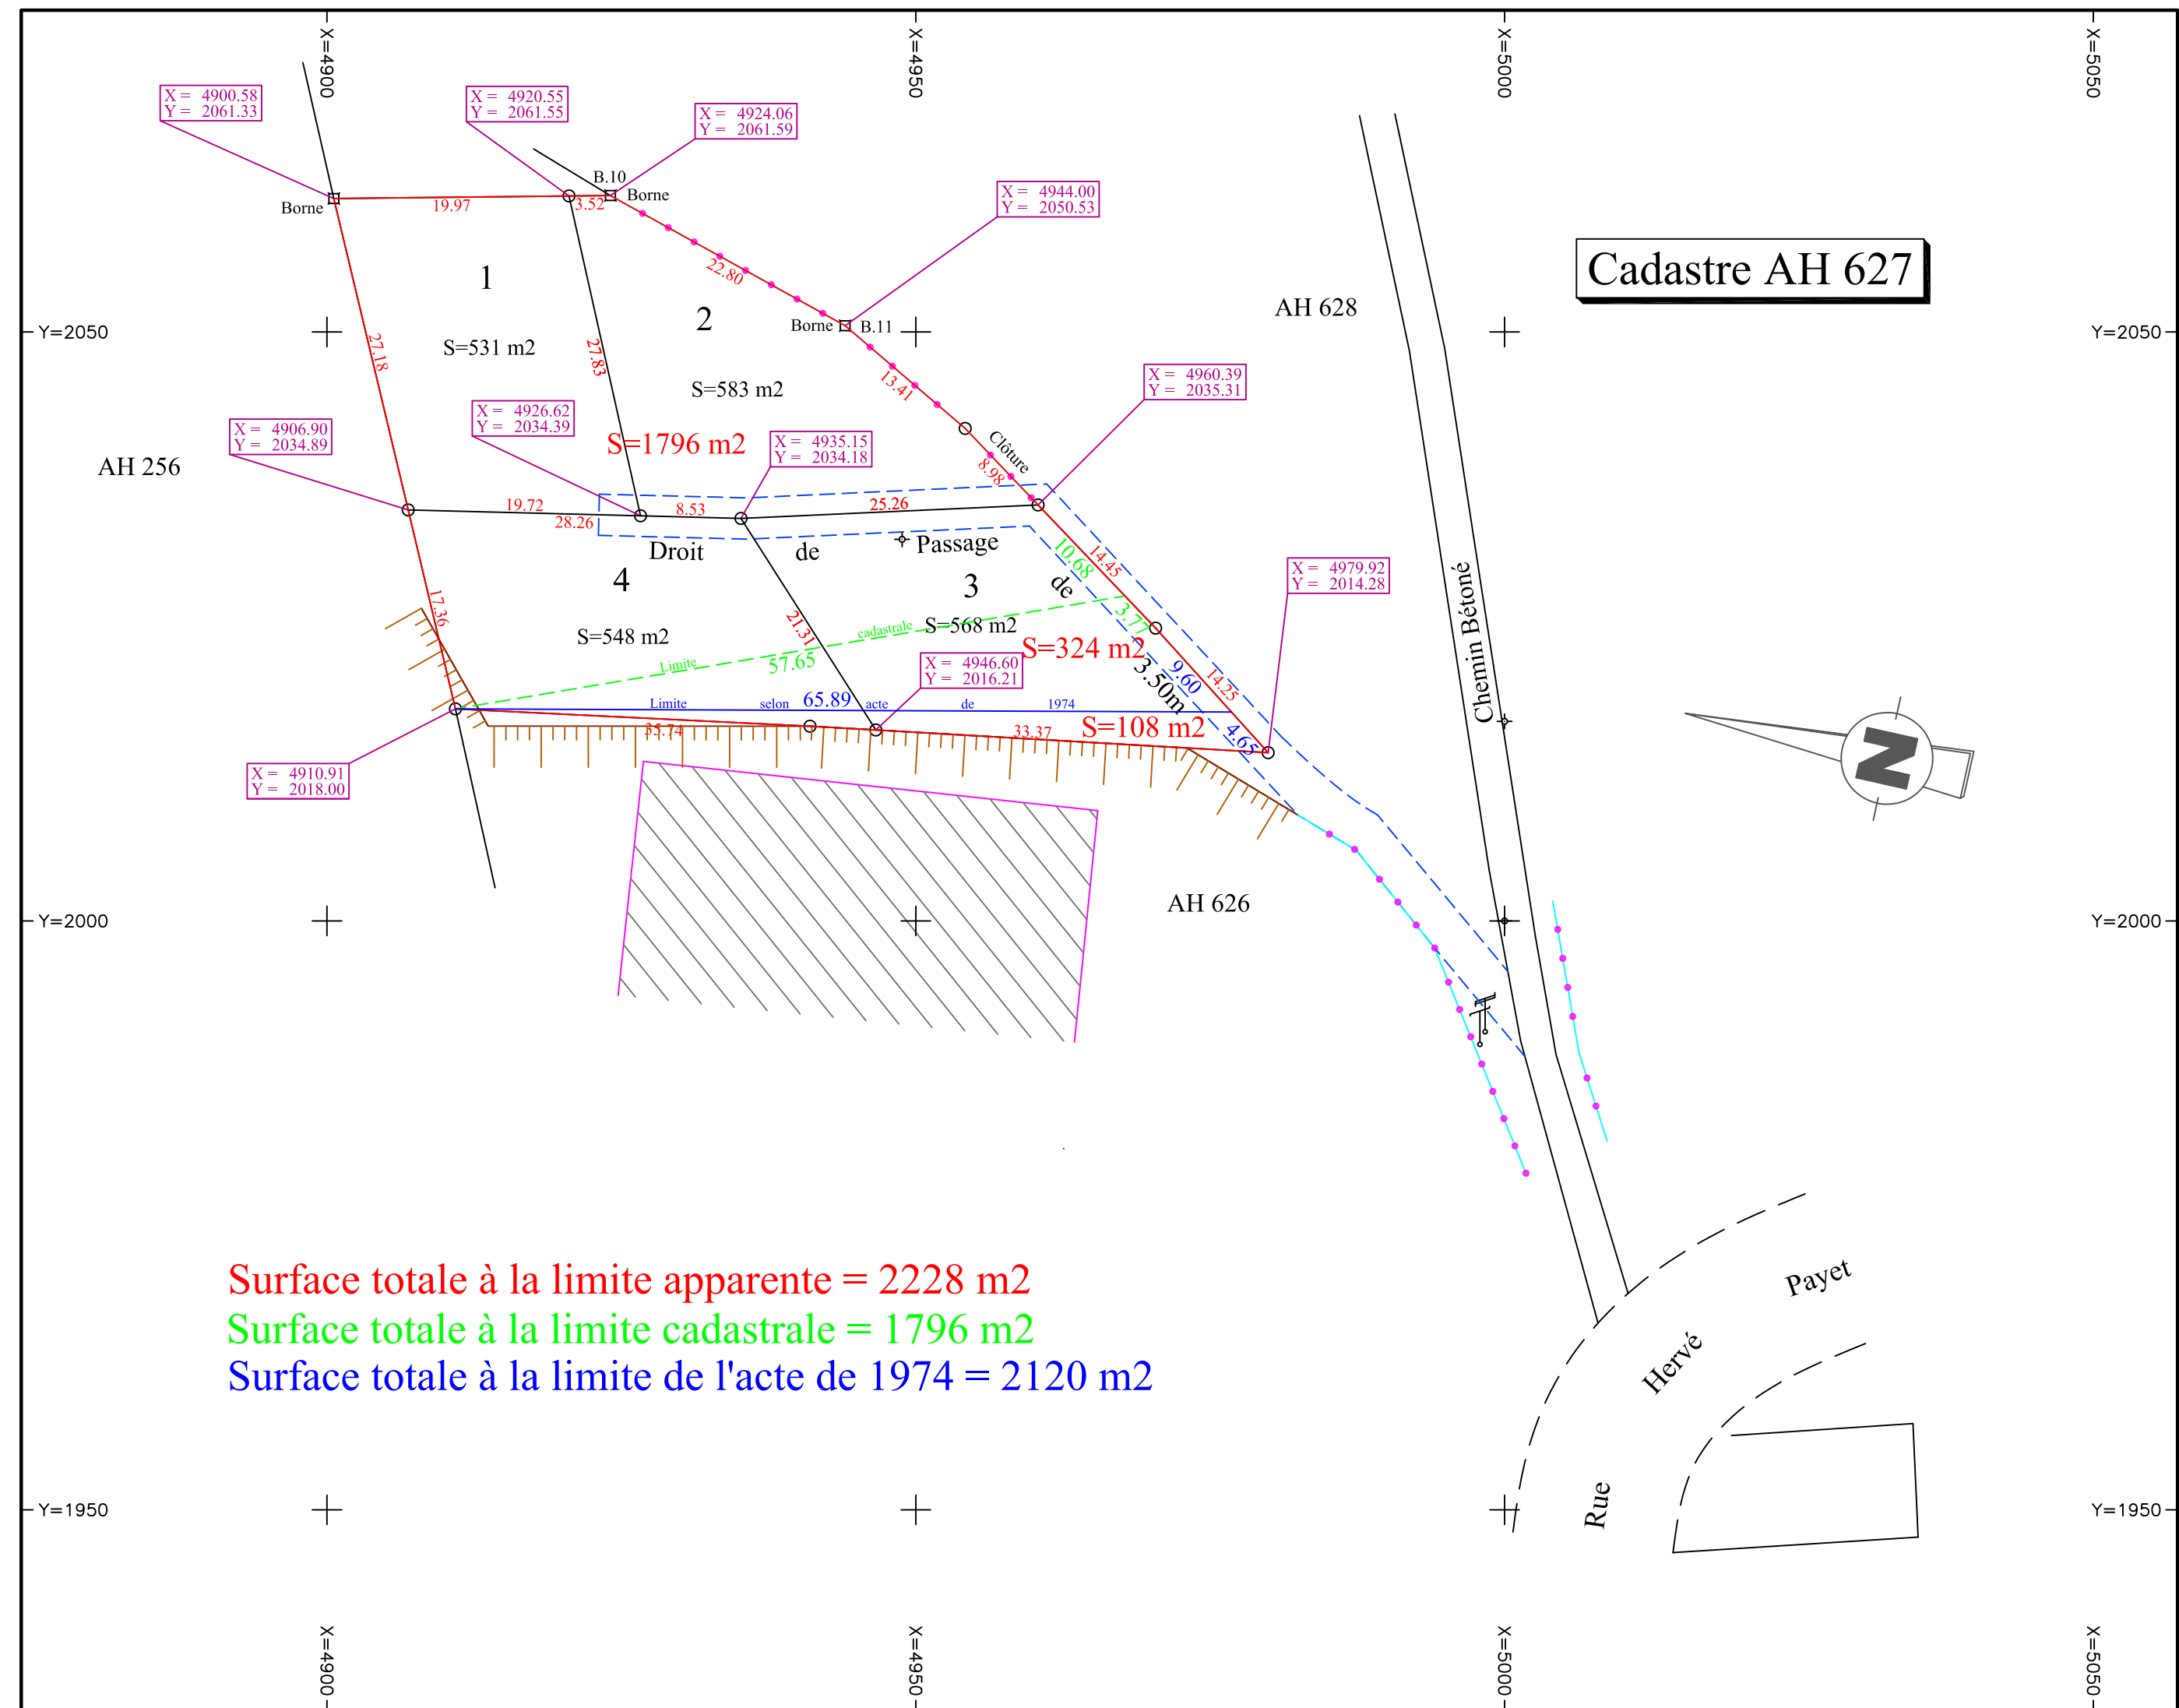 X=4900
X=4950
X=5000
X=5050
X = 4900.58
Y = 2061.33
X = 4920.55
Y = 2061.55
X = 4924.06
Y = 2061.59
B.10
Borne
Borne
19.97
3.52
X = 4944.00
Y = 2050.53
Cadastre AH 627
22.80
1
2
AH 628
Y=2050
Borne
B.11
Y=2050
27.18
S=531 m2
27.83
S=583 m2
13.41
X = 4960.39
Y = 2035.31
X = 4906.90
Y = 2034.89
X = 4926.62
Y = 2034.39
S=1796 m2
X = 4935.15
Y = 2034.18
Clôture
8.98
AH 256
19.72
28.26
8.53
25.26
Droit de Passage de 3.50m
10.68
14.45
X = 4979.92
Y = 2014.28
4
3
17.36
S=548 m2
21.31
S=568 m2
3.77
Limite cadastrale
57.65
S=324 m2
9.60
14.25
Chemin Bétoné
X = 4946.60
Y = 2016.21
Limite selon 65.89 acte de 1974
35.74
33.37
S=108 m2
4.65
N
X = 4910.91
Y = 2018.00
AH 626
Y=2000
Y=2000
Surface totale à la limite apparente = 2228 m2
Surface totale à la limite cadastrale = 1796 m2
Surface totale à la limite de l'acte de 1974 = 2120 m2
Rue Hervé Payet
Y=1950
Y=1950
X=4900
X=4950
X=5000
X=5050